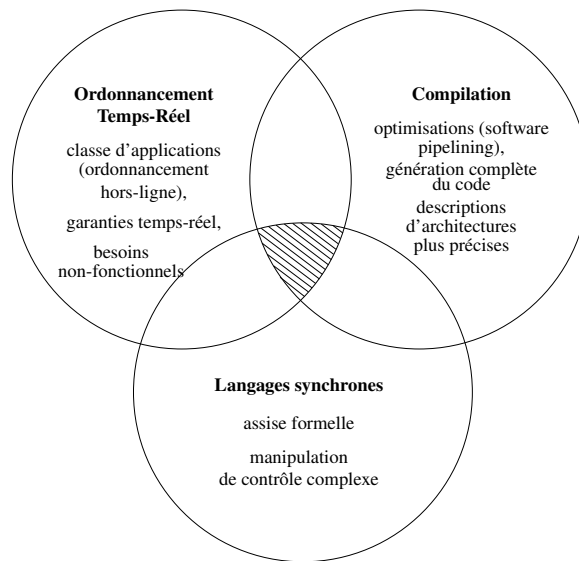 Ordonnancement
Temps-Réel
classe d'applications
(ordonnancement
hors-ligne),
garanties temps-réel,
besoins
non-fonctionnels
Compilation
optimisations (software
pipelining),
génération complète
du code
descriptions
d'architectures
plus précises
Langages synchrones
assise formelle
manipulation
de contrôle complexe